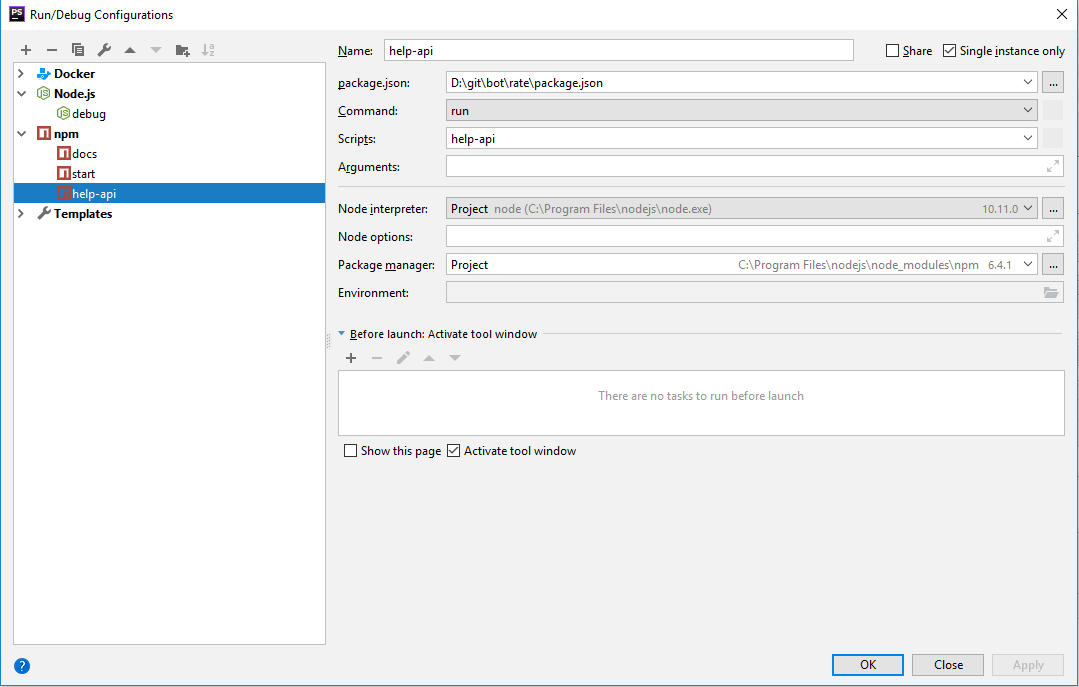 PS Run/Debug Configurations
Name: help-api Share Single instance only
Docker
Node.js
debug
npm
docs
start
help-api
Templates
package.json: D:\git\bot\rate\package.json ...
Command: run
Scripts: help-api
Arguments:
Node interpreter: Project node (C:\Program Files\nodejs\node.exe) 10.11.0 ...
Node options:
Package manager: Project C:\Program Files\nodejs\node_modules\npm 6.4.1 ...
Environment:
Before launch: Activate tool window
There are no tasks to run before launch
Show this page Activate tool window
? OK Close Apply